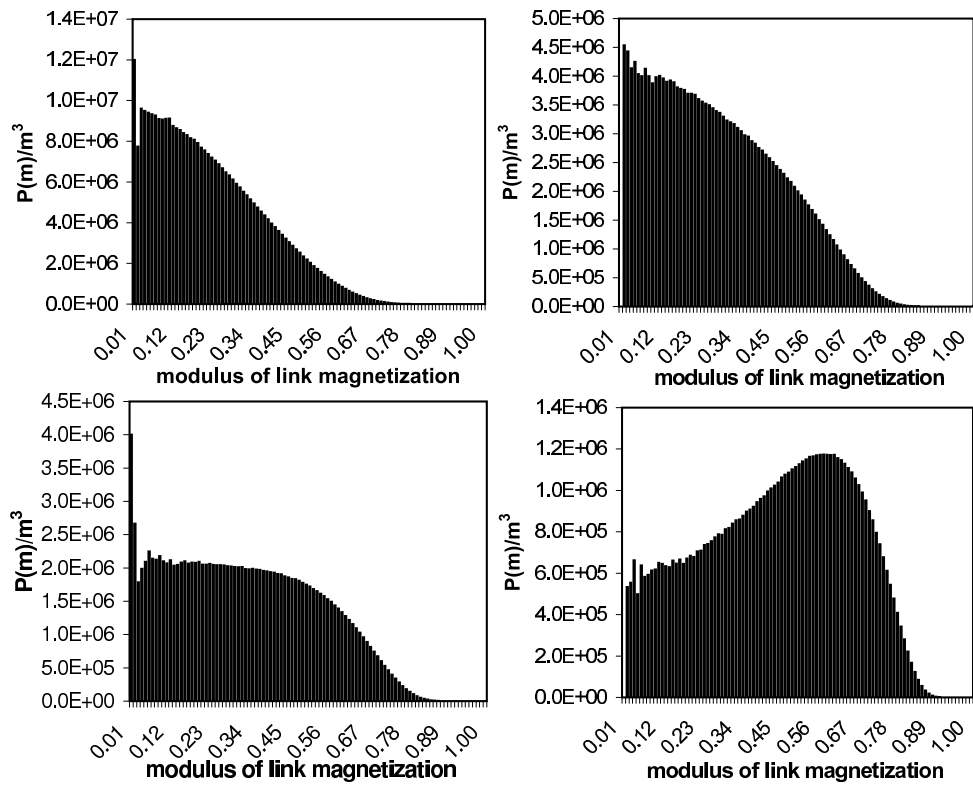 1.4E+07
1.2E+07
1.0E+07
8.0E+06
6.0E+06
4.0E+06
2.0E+06
0.0E+00
P(m)/m³
0.01 0.12 0.23 0.34 0.45 0.56 0.67 0.78 0.89 1.00
modulus of link magnetization
5.0E+06
4.5E+06
4.0E+06
3.5E+06
3.0E+06
2.5E+06
2.0E+06
1.5E+06
1.0E+06
5.0E+05
0.0E+00
P(m)/m³
0.01 0.12 0.23 0.34 0.45 0.56 0.67 0.78 0.89 1.00
modulus of link magnetization
4.5E+06
4.0E+06
3.5E+06
3.0E+06
2.5E+06
2.0E+06
1.5E+06
1.0E+06
5.0E+05
0.0E+00
P(m)/m³
0.01 0.12 0.23 0.34 0.45 0.56 0.67 0.78 0.89 1.00
modulus of link magnetization
1.4E+06
1.2E+06
1.0E+06
8.0E+05
6.0E+05
4.0E+05
2.0E+05
0.0E+00
P(m)/m³
0.01 0.12 0.23 0.34 0.45 0.56 0.67 0.78 0.89 1.00
modulus of link magnetization